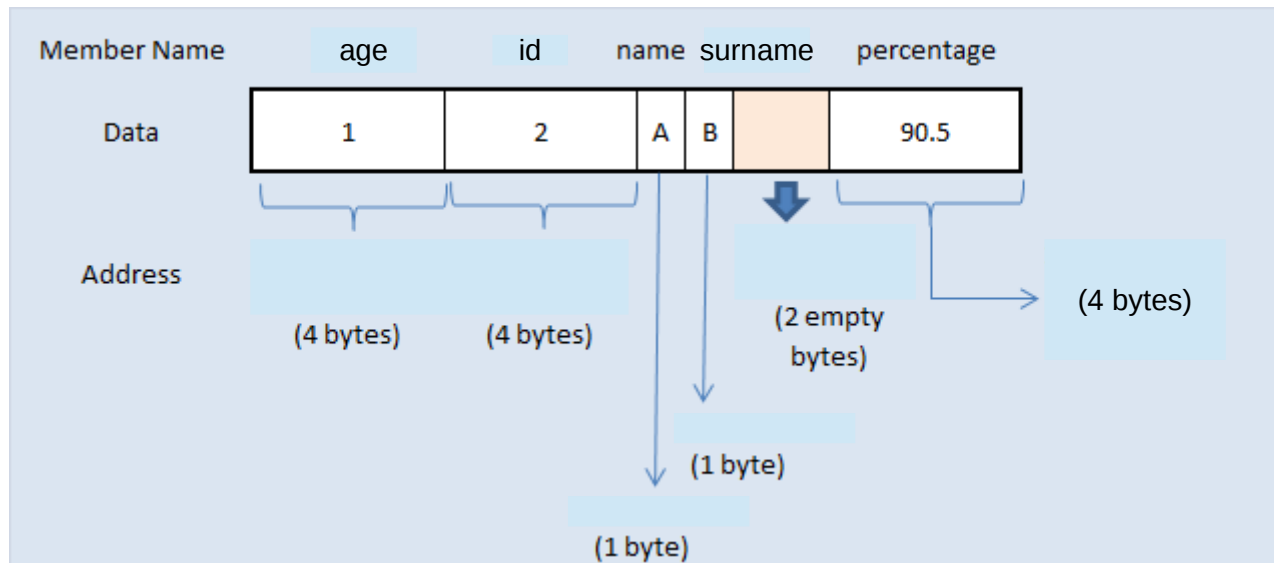 Member Name age id name surname percentage
Data 1 2 A B 90.5
Address
(4 bytes) (4 bytes) (2 empty
bytes) (4 bytes)
(1 byte)
(1 byte)